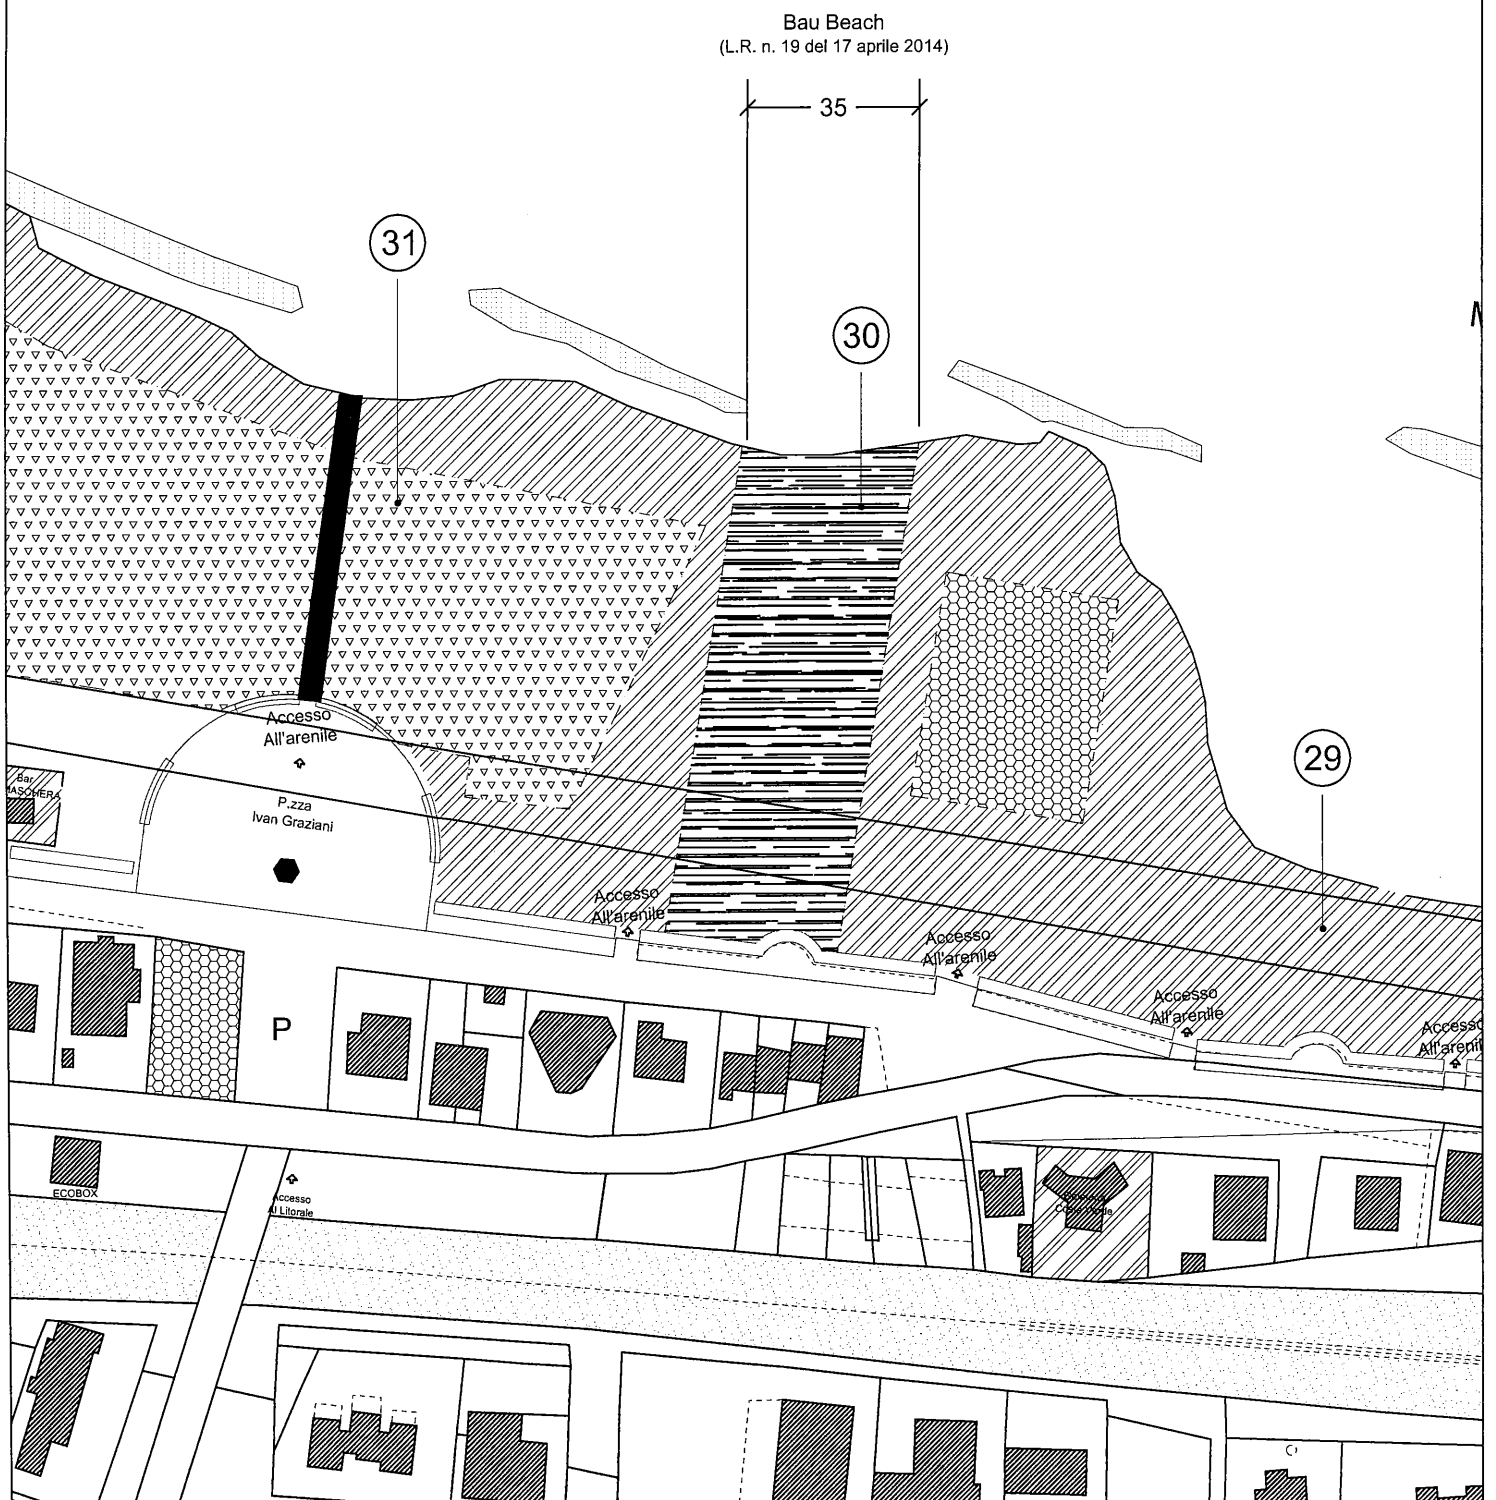 Bau Beach
(L.R. n. 19 del 17 aprile 2014)
35
31
30
29
Accesso
All'arenile
P.zza
Ivan Graziani
Bar
MASCHERA
Accesso
All'arenile
Accesso
All'arenile
Accesso
All'arenile
Accesso
All'arenile
P
ECOBOX
Accesso
Al Litorale